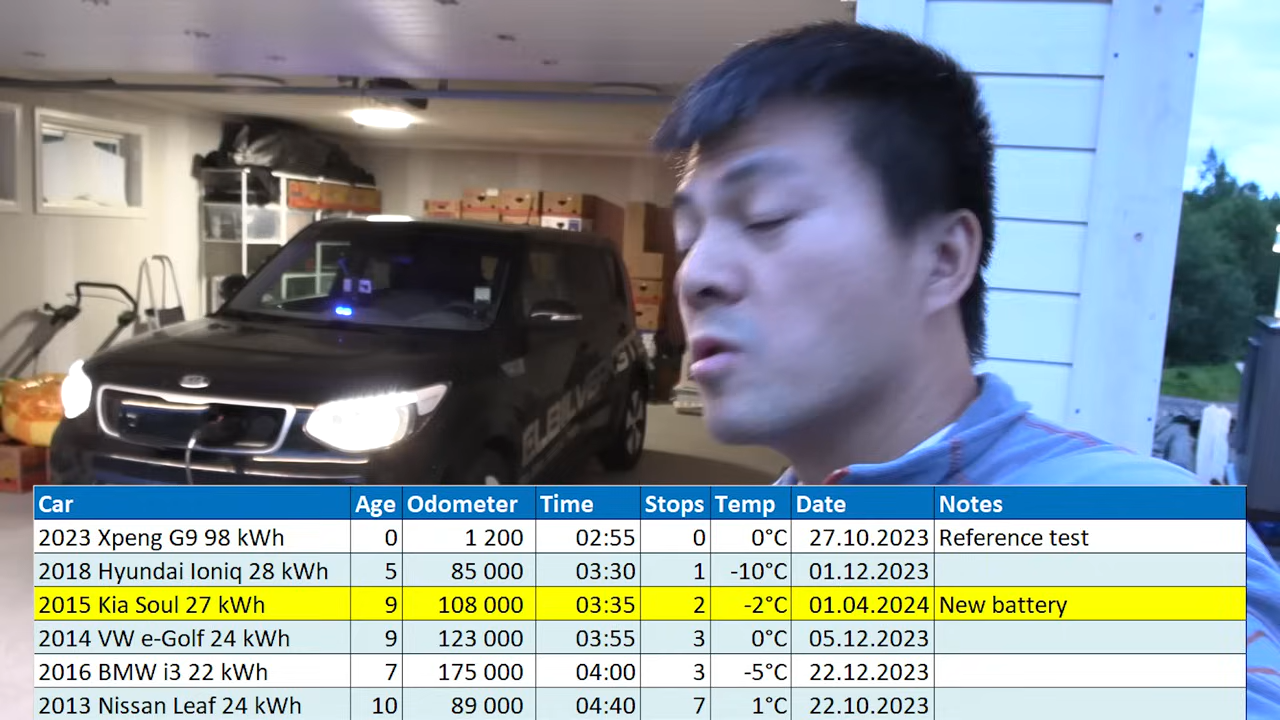 KIA
ELBILVERKST
Car Age Odometer Time Stops Temp Date Notes
2023 Xpeng G9 98 kWh 0 1 200 02:55 0 0°C 27.10.2023 Reference test
2018 Hyundai Ioniq 28 kWh 5 85 000 03:30 1 -10°C 01.12.2023
2015 Kia Soul 27 kWh 9 108 000 03:35 2 -2°C 01.04.2024 New battery
2014 VW e-Golf 24 kWh 9 123 000 03:55 3 0°C 05.12.2023
2016 BMW i3 22 kWh 7 175 000 04:00 3 -5°C 22.12.2023
2013 Nissan Leaf 24 kWh 10 89 000 04:40 7 1°C 22.10.2023